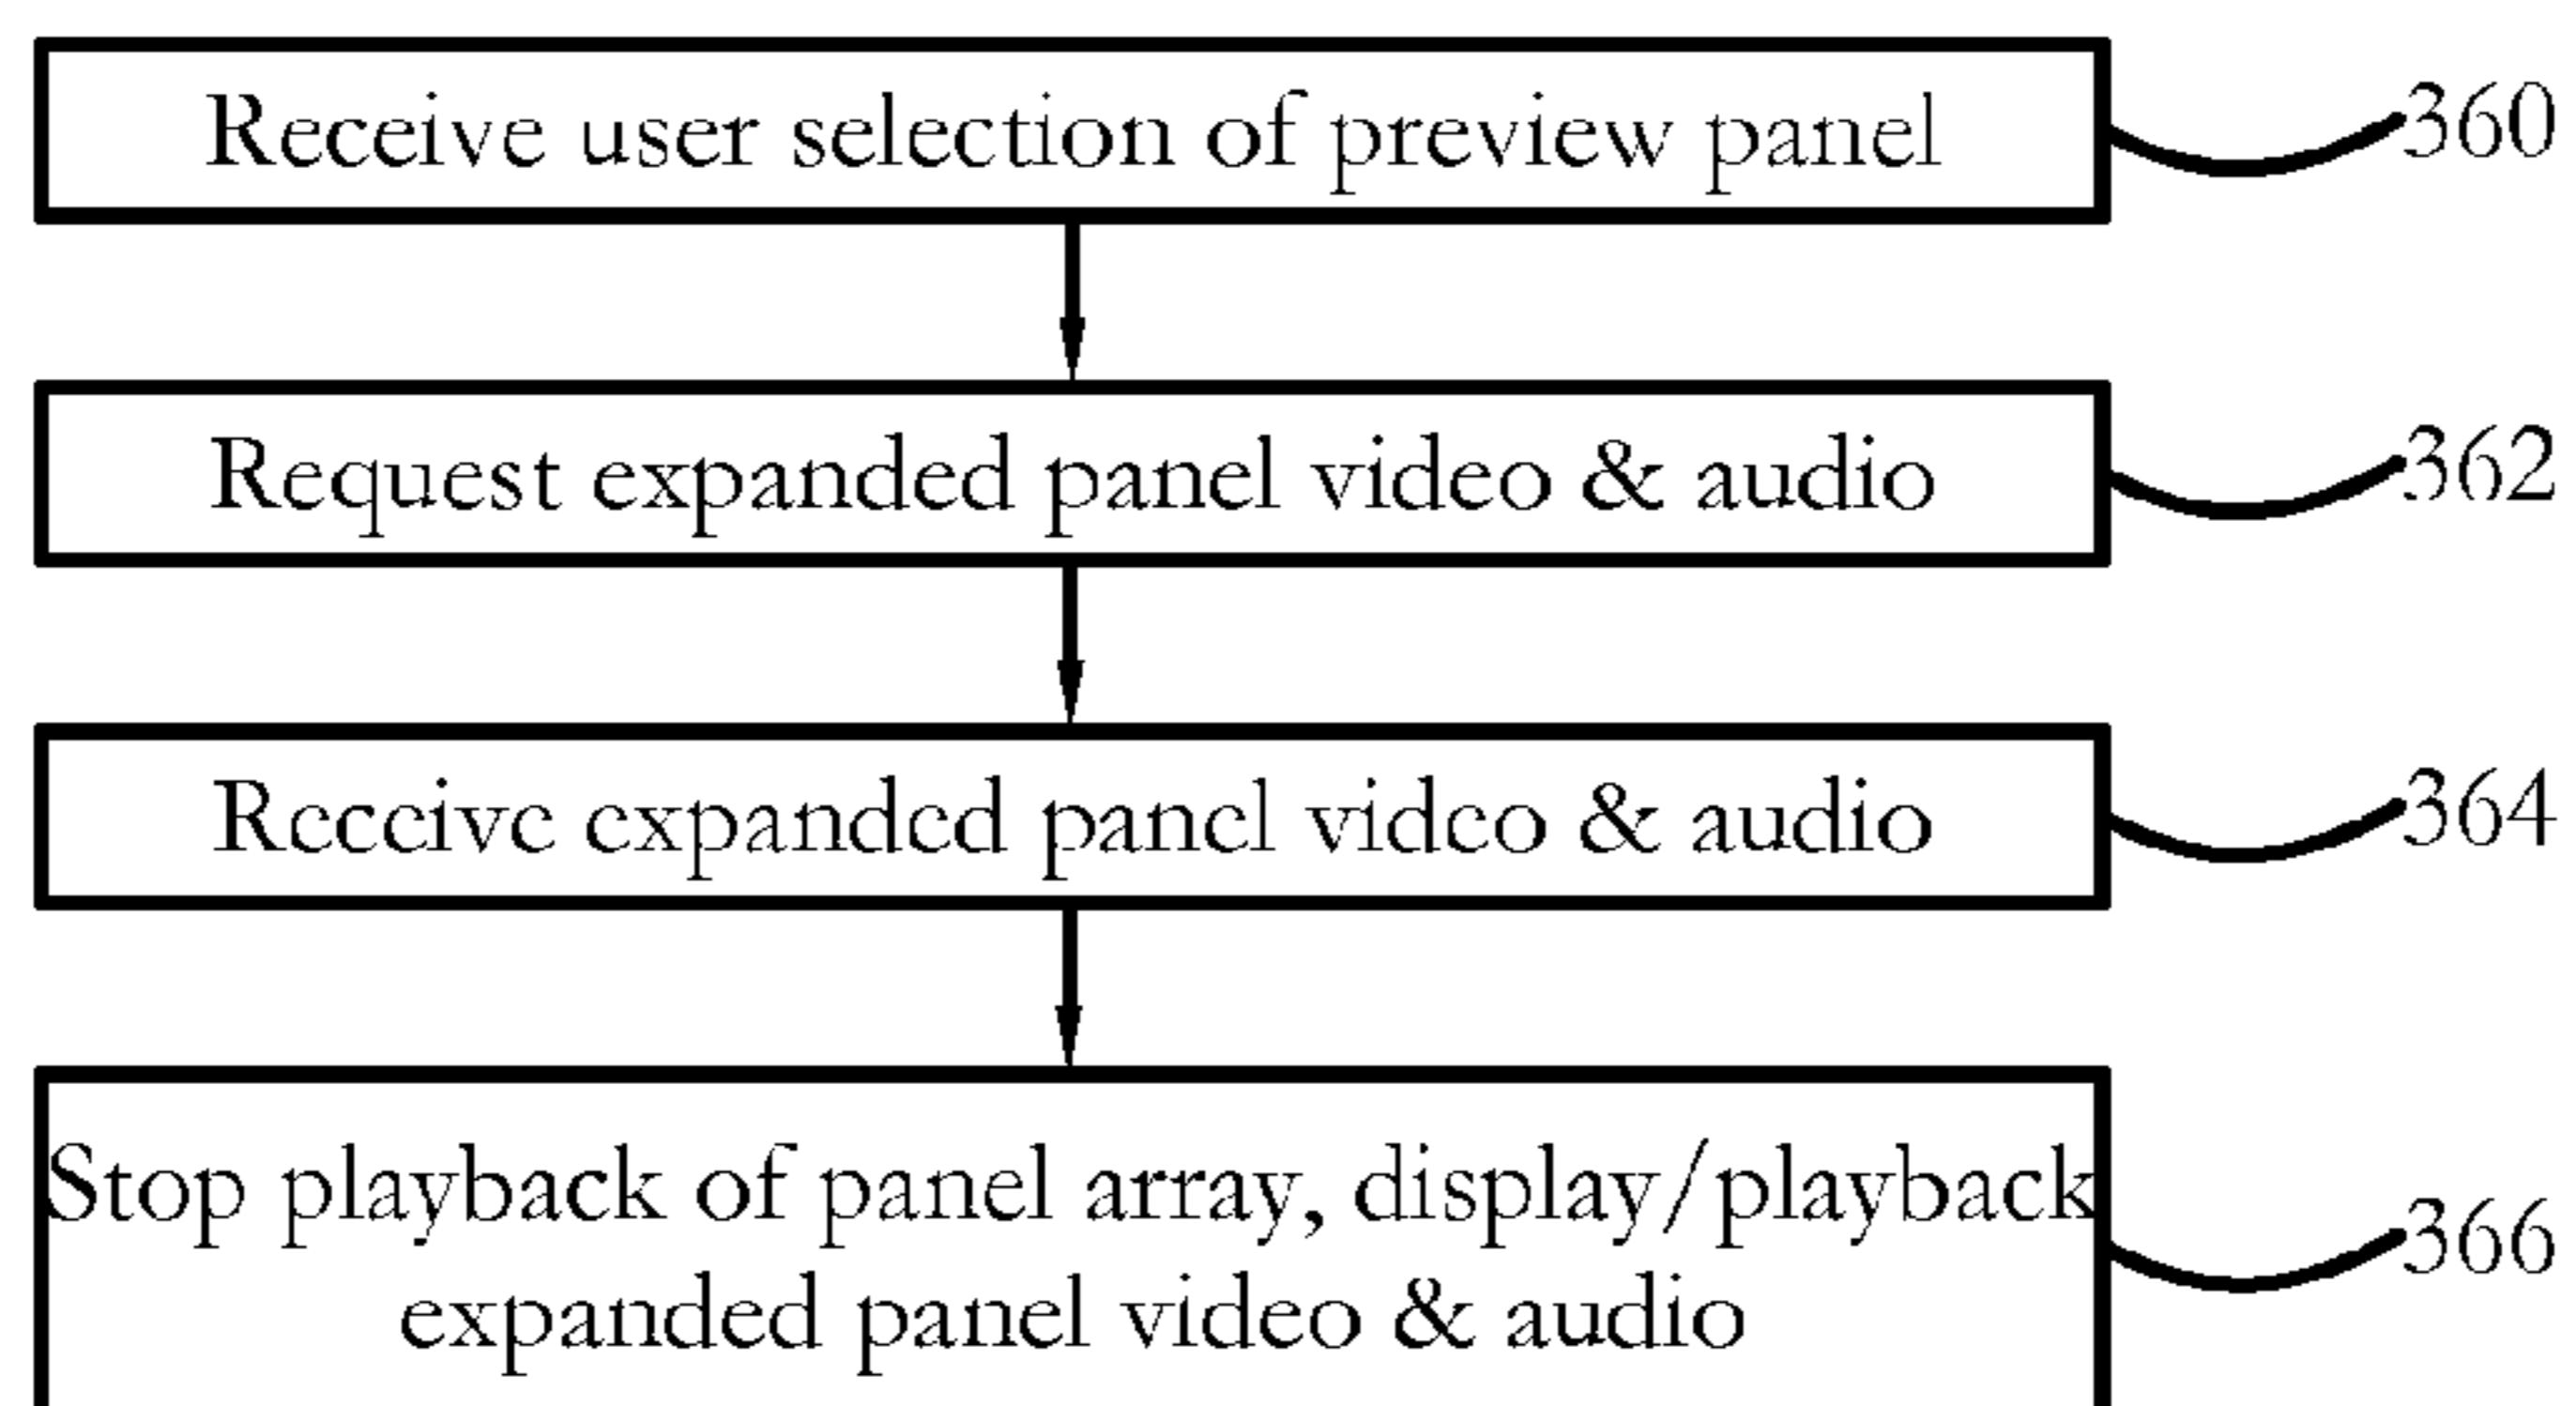 Receive user selection of preview panel 360
Request expanded panel video & audio 362
Receive expanded panel video & audio 364
Stop playback of panel array, display/playback
expanded panel video & audio 366